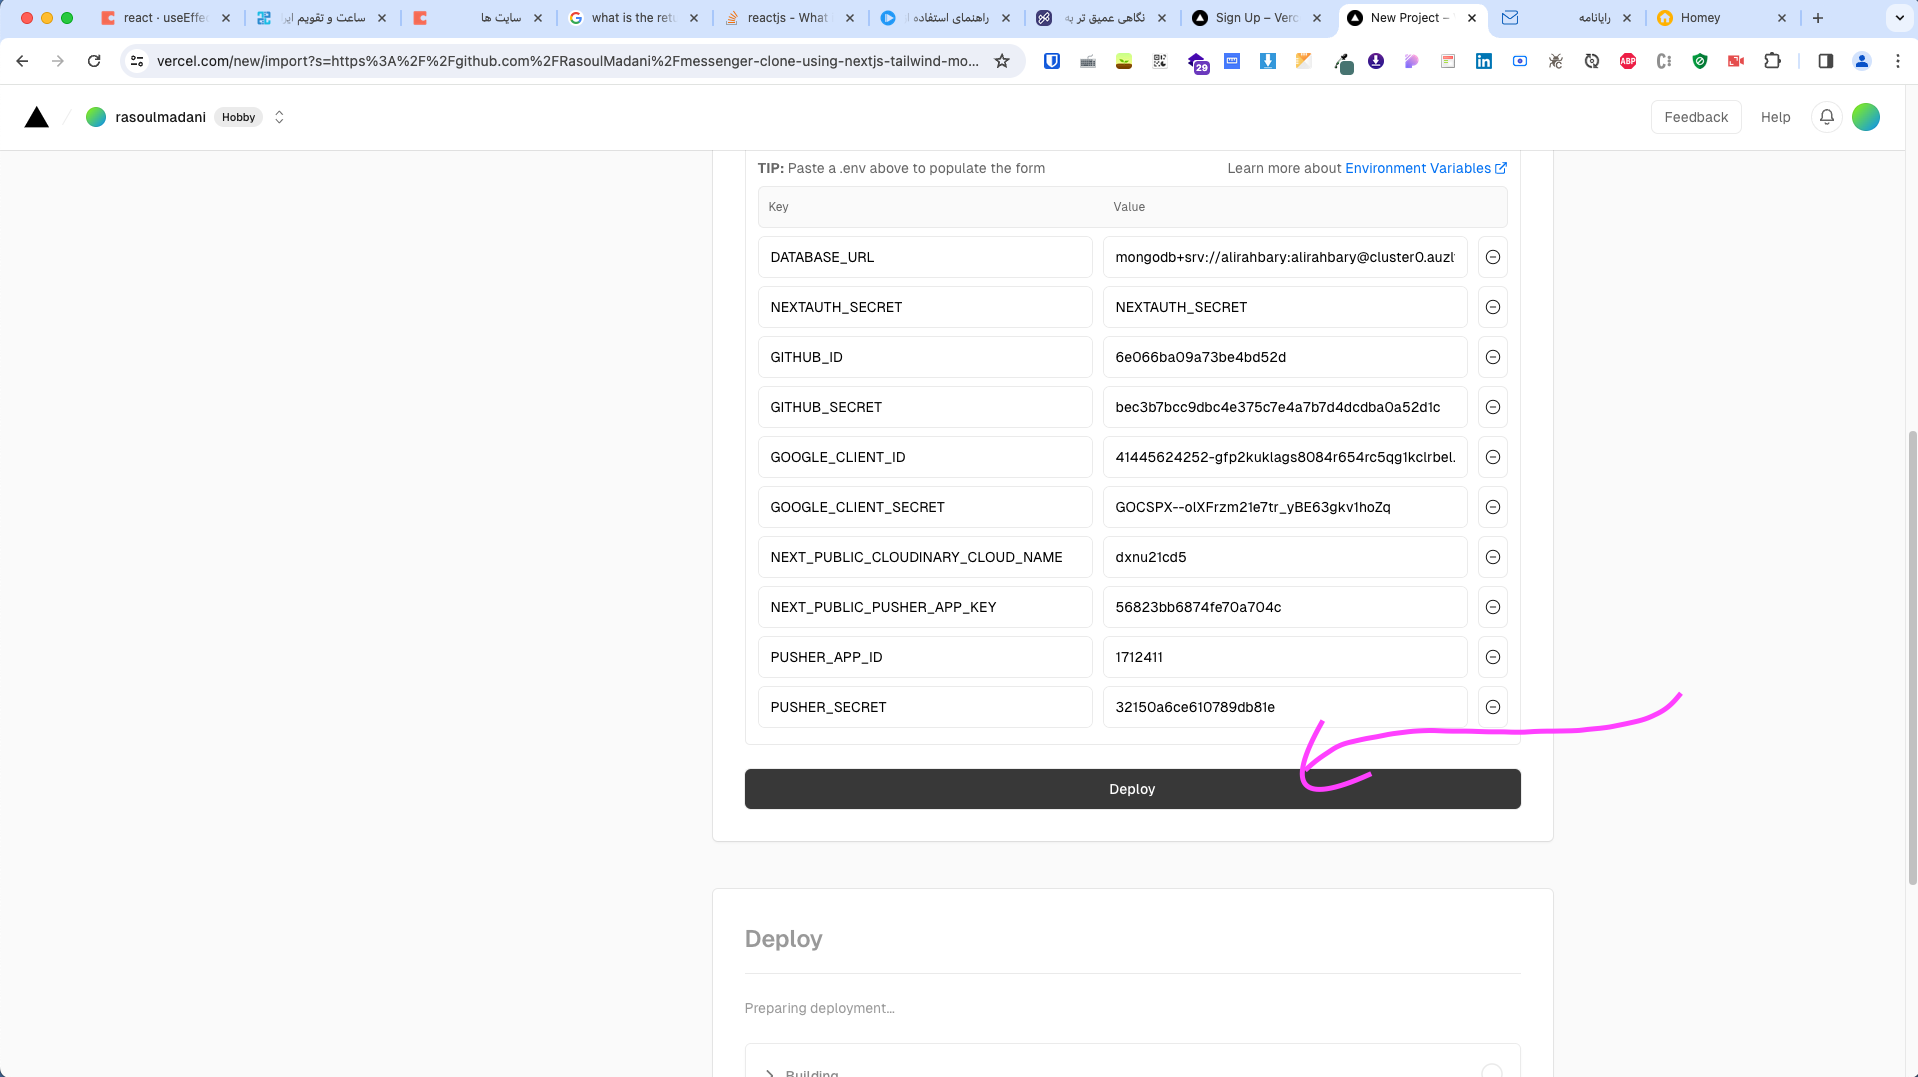 react · useEffe
ساعت و تقویم ایرا
سایت ها
what is the retu
reactjs - What i
راهنمای استفاده از
نگاهی عمیق تر به
Sign Up – Verc
New Project –
رایانامه
Homey
vercel.com/new/import?s=https%3A%2F%2Fgithub.com%2FRasoulMadani%2Fmessenger-clone-using-nextjs-tailwind-mo...
29
ABP
rasoulmadani Hobby
Feedback Help
TIP: Paste a .env above to populate the form Learn more about Environment Variables
Key Value
DATABASE_URL mongodb+srv://alirahbary:alirahbary@cluster0.auzl
NEXTAUTH_SECRET NEXTAUTH_SECRET
GITHUB_ID 6e066ba09a73be4bd52d
GITHUB_SECRET bec3b7bcc9dbc4e375c7e4a7b7d4dcdba0a52d1c
GOOGLE_CLIENT_ID 41445624252-gfp2kuklags8084r654rc5qg1kclrbel.
GOOGLE_CLIENT_SECRET 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
NEXT_PUBLIC_CLOUDINARY_CLOUD_NAME dxnu21cd5
NEXT_PUBLIC_PUSHER_APP_KEY 56823bb6874fe70a704c
PUSHER_APP_ID 1712411
PUSHER_SECRET 32150a6ce610789db81e
Deploy
Deploy
Preparing deployment...
Building